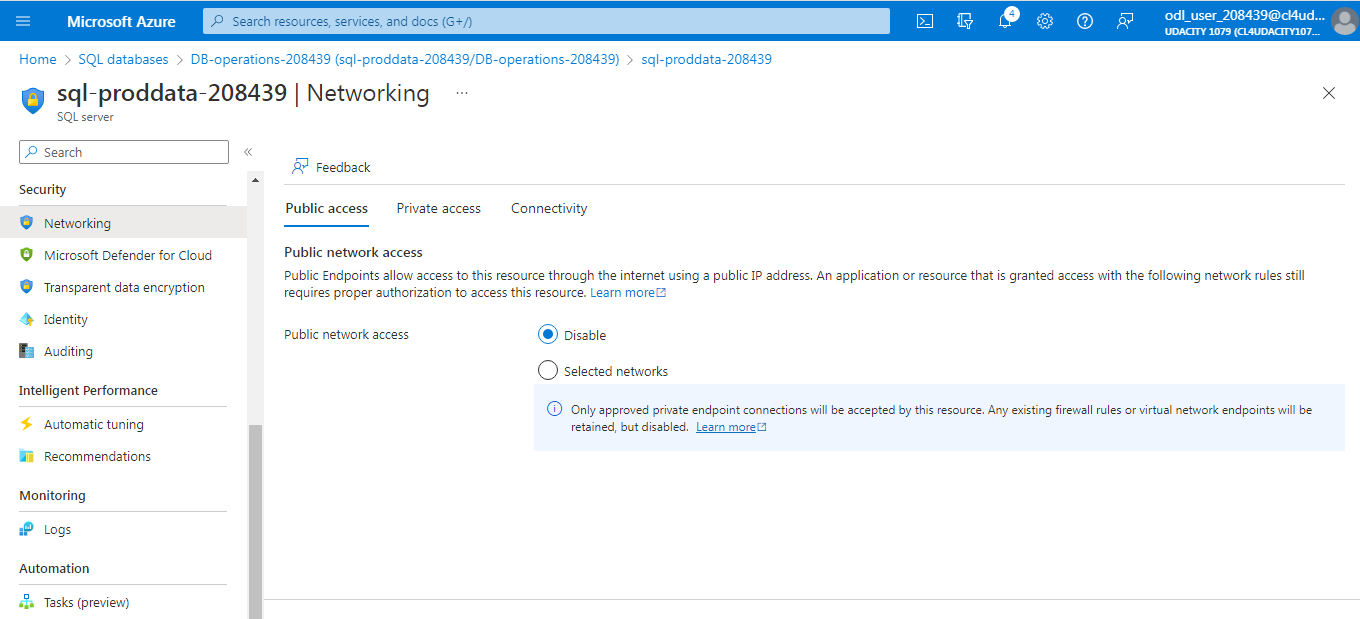 Microsoft Azure
Search resources, services, and docs (G+/)
4
odl_user_208439@cl4ud...
UDACITY 1079 (CL4UDACITY107...
Home > SQL databases > DB-operations-208439 (sql-proddata-208439/DB-operations-208439) > sql-proddata-208439
sql-proddata-208439 | Networking ...
SQL server
Search
«
Security
Networking
Microsoft Defender for Cloud
Transparent data encryption
Identity
Auditing
Intelligent Performance
Automatic tuning
Recommendations
Monitoring
Logs
Automation
Tasks (preview)
Feedback
Public access Private access Connectivity
Public network access
Public Endpoints allow access to this resource through the internet using a public IP address. An application or resource that is granted access with the following network rules still
requires proper authorization to access this resource. Learn more
Public network access
Disable
Selected networks
Only approved private endpoint connections will be accepted by this resource. Any existing firewall rules or virtual network endpoints will be
retained, but disabled. Learn more